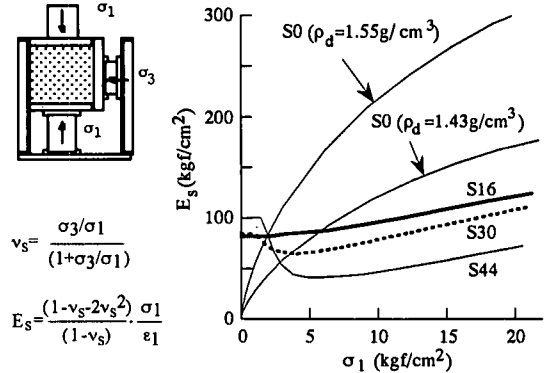 σ1
σ3
σ1
νS= σ3/σ1
(1+σ3/σ1)
ES= (1-νS-2νS²) · σ1
(1-νS) ε1
300
200
100
0
ES(kgf/cm²)
S0 (ρd=1.55g/cm³)
S0 (ρd=1.43g/cm³)
S16
S30
S44
0 5 10 15 20
σ1 (kgf/cm²)